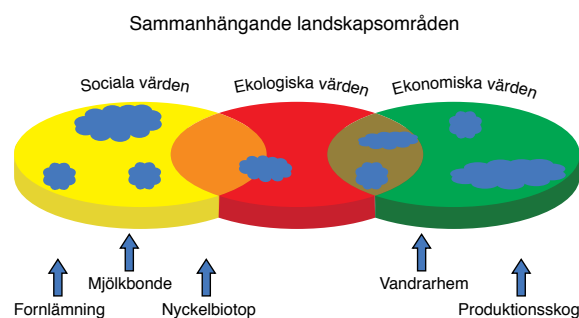 Sammanhängande landskapsområden
Sociala värden
Ekologiska värden
Ekonomiska värden
Mjölkbonde
Vandrarhem
Fornlämning
Nyckelbiotop
Produktionsskog